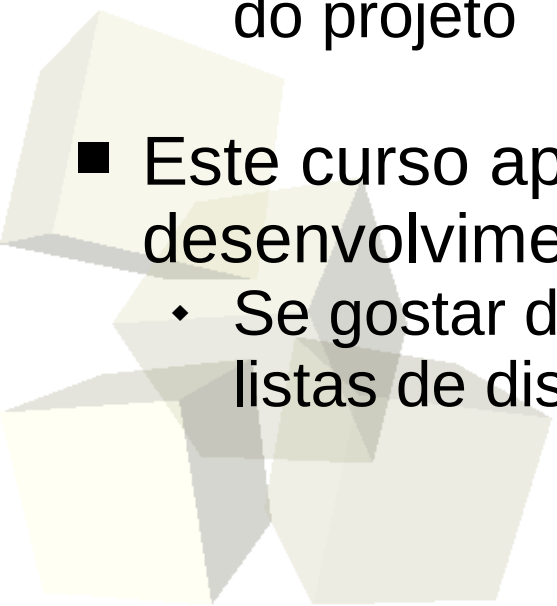 do projeto
Este curso ap
desenvolvime
Se gostar d
listas de dis